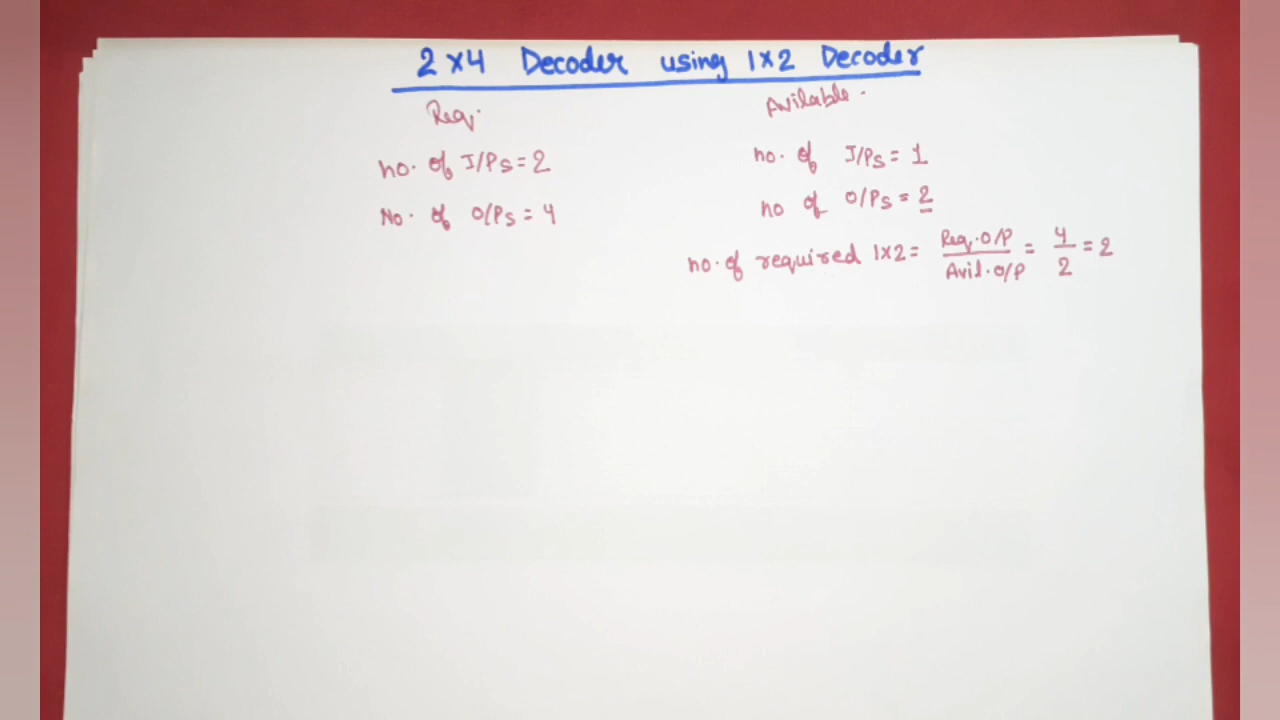 2x4 Decoder using 1x2 Decoder
Req.
no. of I/Ps = 2
No. of O/Ps = 4
Avilable.
no. of I/Ps = 1
no of O/Ps = 2
no. of required 1x2 = Req. O/P / Avil. O/P = 4/2 = 2